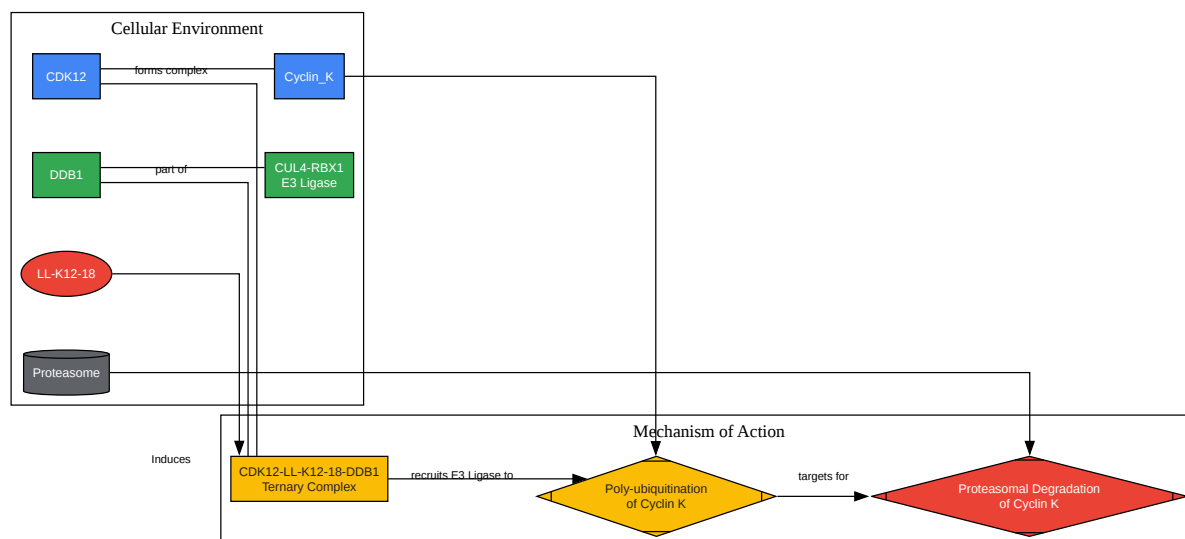 Cellular Environment
CDK12
forms complex
Cyclin_K
DDB1
part of
CUL4-RBX1
E3 Ligase
LL-K12-18
Proteasome
Mechanism of Action
Induces
CDK12-LL-K12-18-DDB1
Ternary Complex
recruits E3 Ligase to
Poly-ubiquitination
of Cyclin K
targets for
Proteasomal Degradation
of Cyclin K